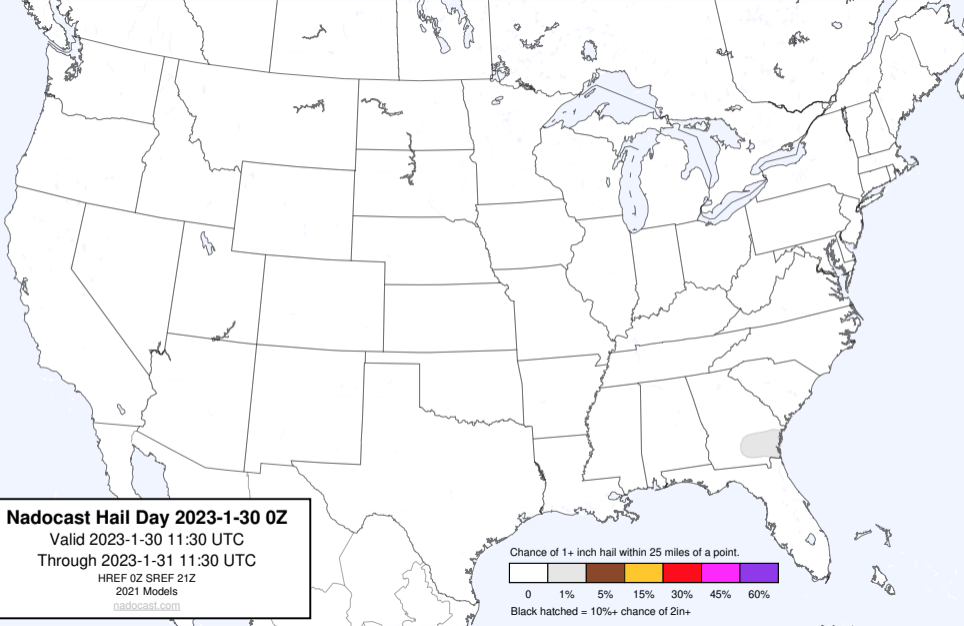 Nadocast Hail Day 2023-1-30 0Z
Valid 2023-1-30 11:30 UTC
Through 2023-1-31 11:30 UTC
HREF 0Z SREF 21Z
2021 Models
nadocast.com
Chance of 1+ inch hail within 25 miles of a point.
0 1% 5% 15% 30% 45% 60%
Black hatched = 10%+ chance of 2in+